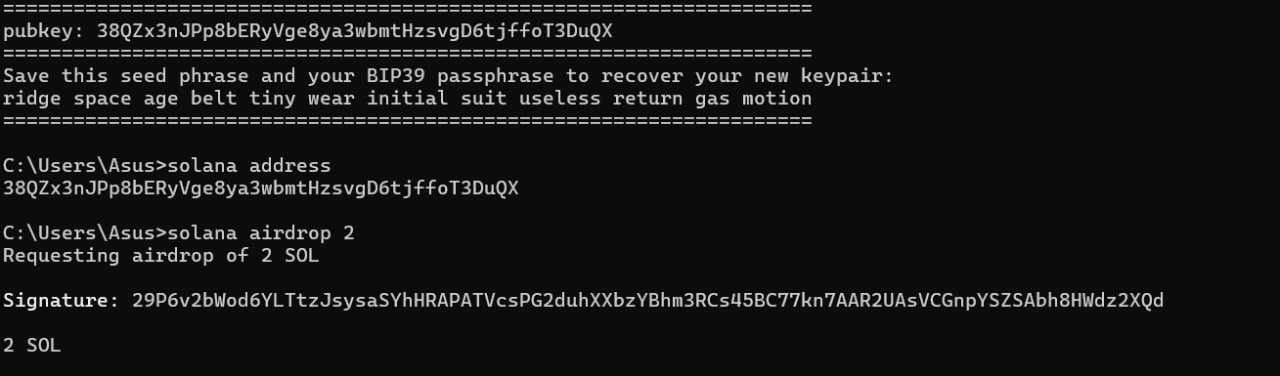 ====================================================================
pubkey: 38QZx3nJPp8bERyVge8ya3wbmtHzsvgD6tjffoT3DuQX
====================================================================
Save this seed phrase and your BIP39 passphrase to recover your new keypair:
ridge space age belt tiny wear initial suit useless return gas motion
====================================================================
C:\Users\Asus>solana address
38QZx3nJPp8bERyVge8ya3wbmtHzsvgD6tjffoT3DuQX
C:\Users\Asus>solana airdrop 2
Requesting airdrop of 2 SOL
Signature: 29P6v2bWod6YLTtzJsysaSYhHRAPATVcsPG2duhXXbzYBhm3RCs45BC77kn7AAR2UAsVCGnpYSZSAbh8HWdz2XQd
2 SOL